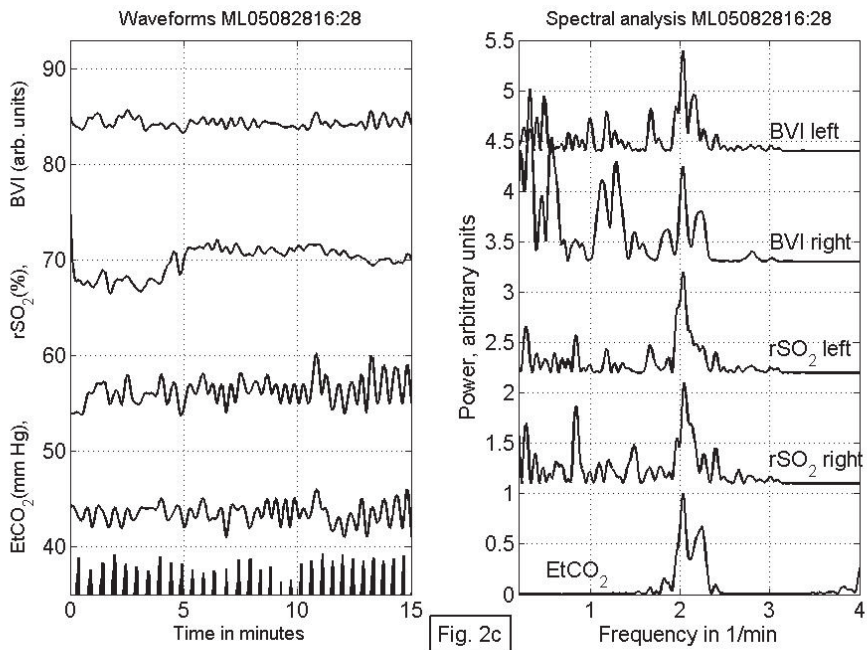 Waveforms ML05082816:28
90
80
70
60
50
40
BVI (arb. units)
rSO2(%),
EtCO2(mm Hg),
0
5
10
15
Time in minutes
Fig. 2c
Spectral analysis ML05082816:28
5.5
5
4.5
4
3.5
3
2.5
2
1.5
1
0.5
0
Power, arbitrary units
BVI left
BVI right
rSO2 left
rSO2 right
EtCO2
1
2
3
4
Frequency in 1/min